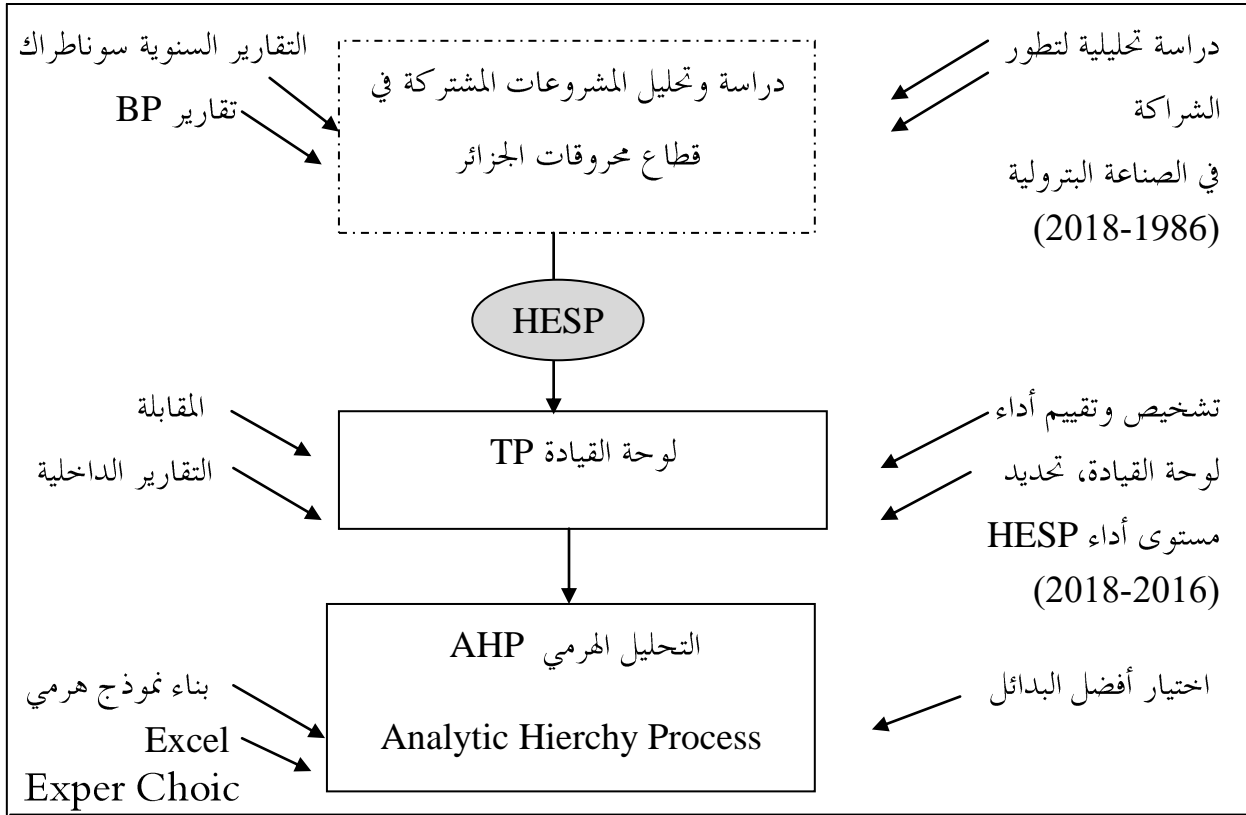 دراسة تحليلية لتطور
الشراكة
في الصناعة البترولية
(2018-1986)
دراسة وتحليل المشروعات المشتركة في
قطاع محروقات الجزائر
التقارير السنوية سوناطراك
تقارير BP
HESP
تشخيص وتقييم أداء
لوحة القيادة، تحديد
مستوى أداء HESP
(2018-2016)
لوحة القيادة TP
المقابلة
التقارير الداخلية
اختيار أفضل البدائل
التحليل الهرمي AHP
Analytic Hierchy Process
بناء نموذج هرمي
Excel
Exper Choic